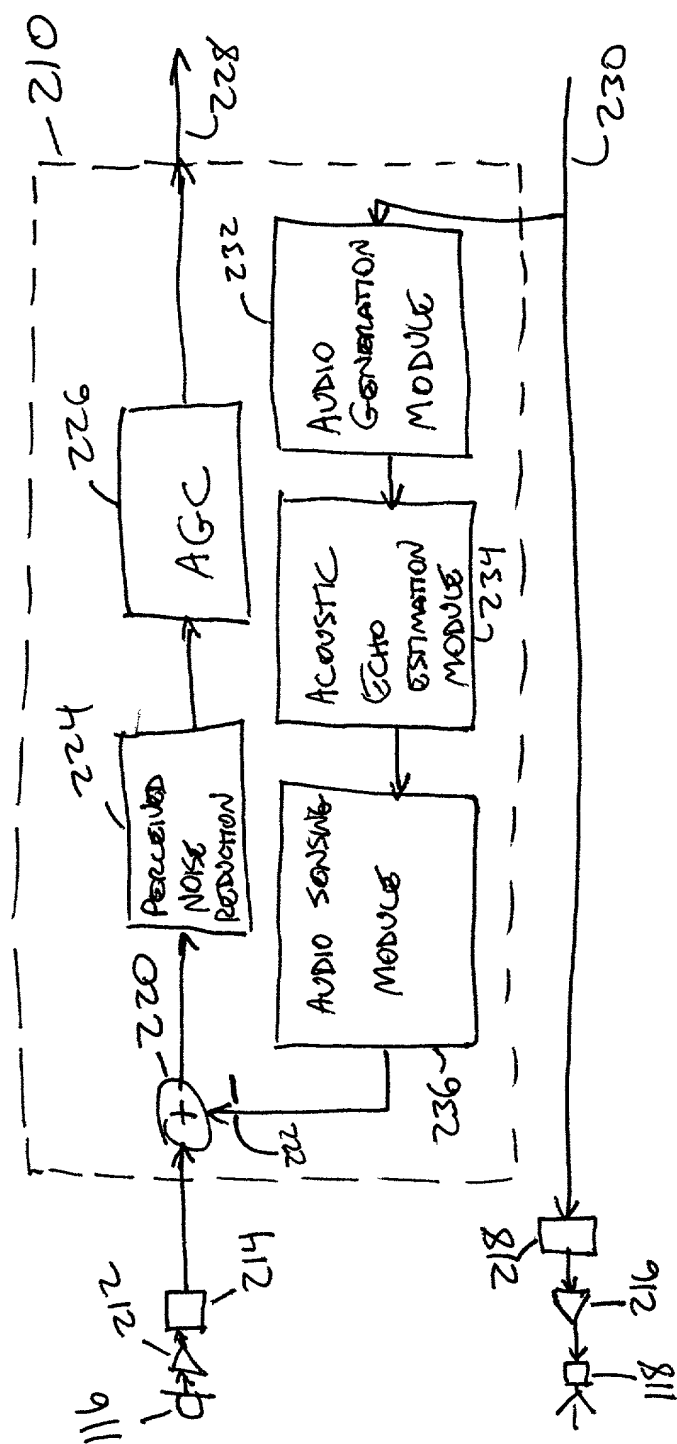 210
116
212
214
+
220
222
224
PERCEIVED
NOISE
REDUCTION
226
AGC
228
232
AUDIO
GENERATION
MODULE
ACOUSTIC
ECHO
ESTIMATION
MODULE
234
AUDIO SENSING
MODULE
236
230
218
216
118